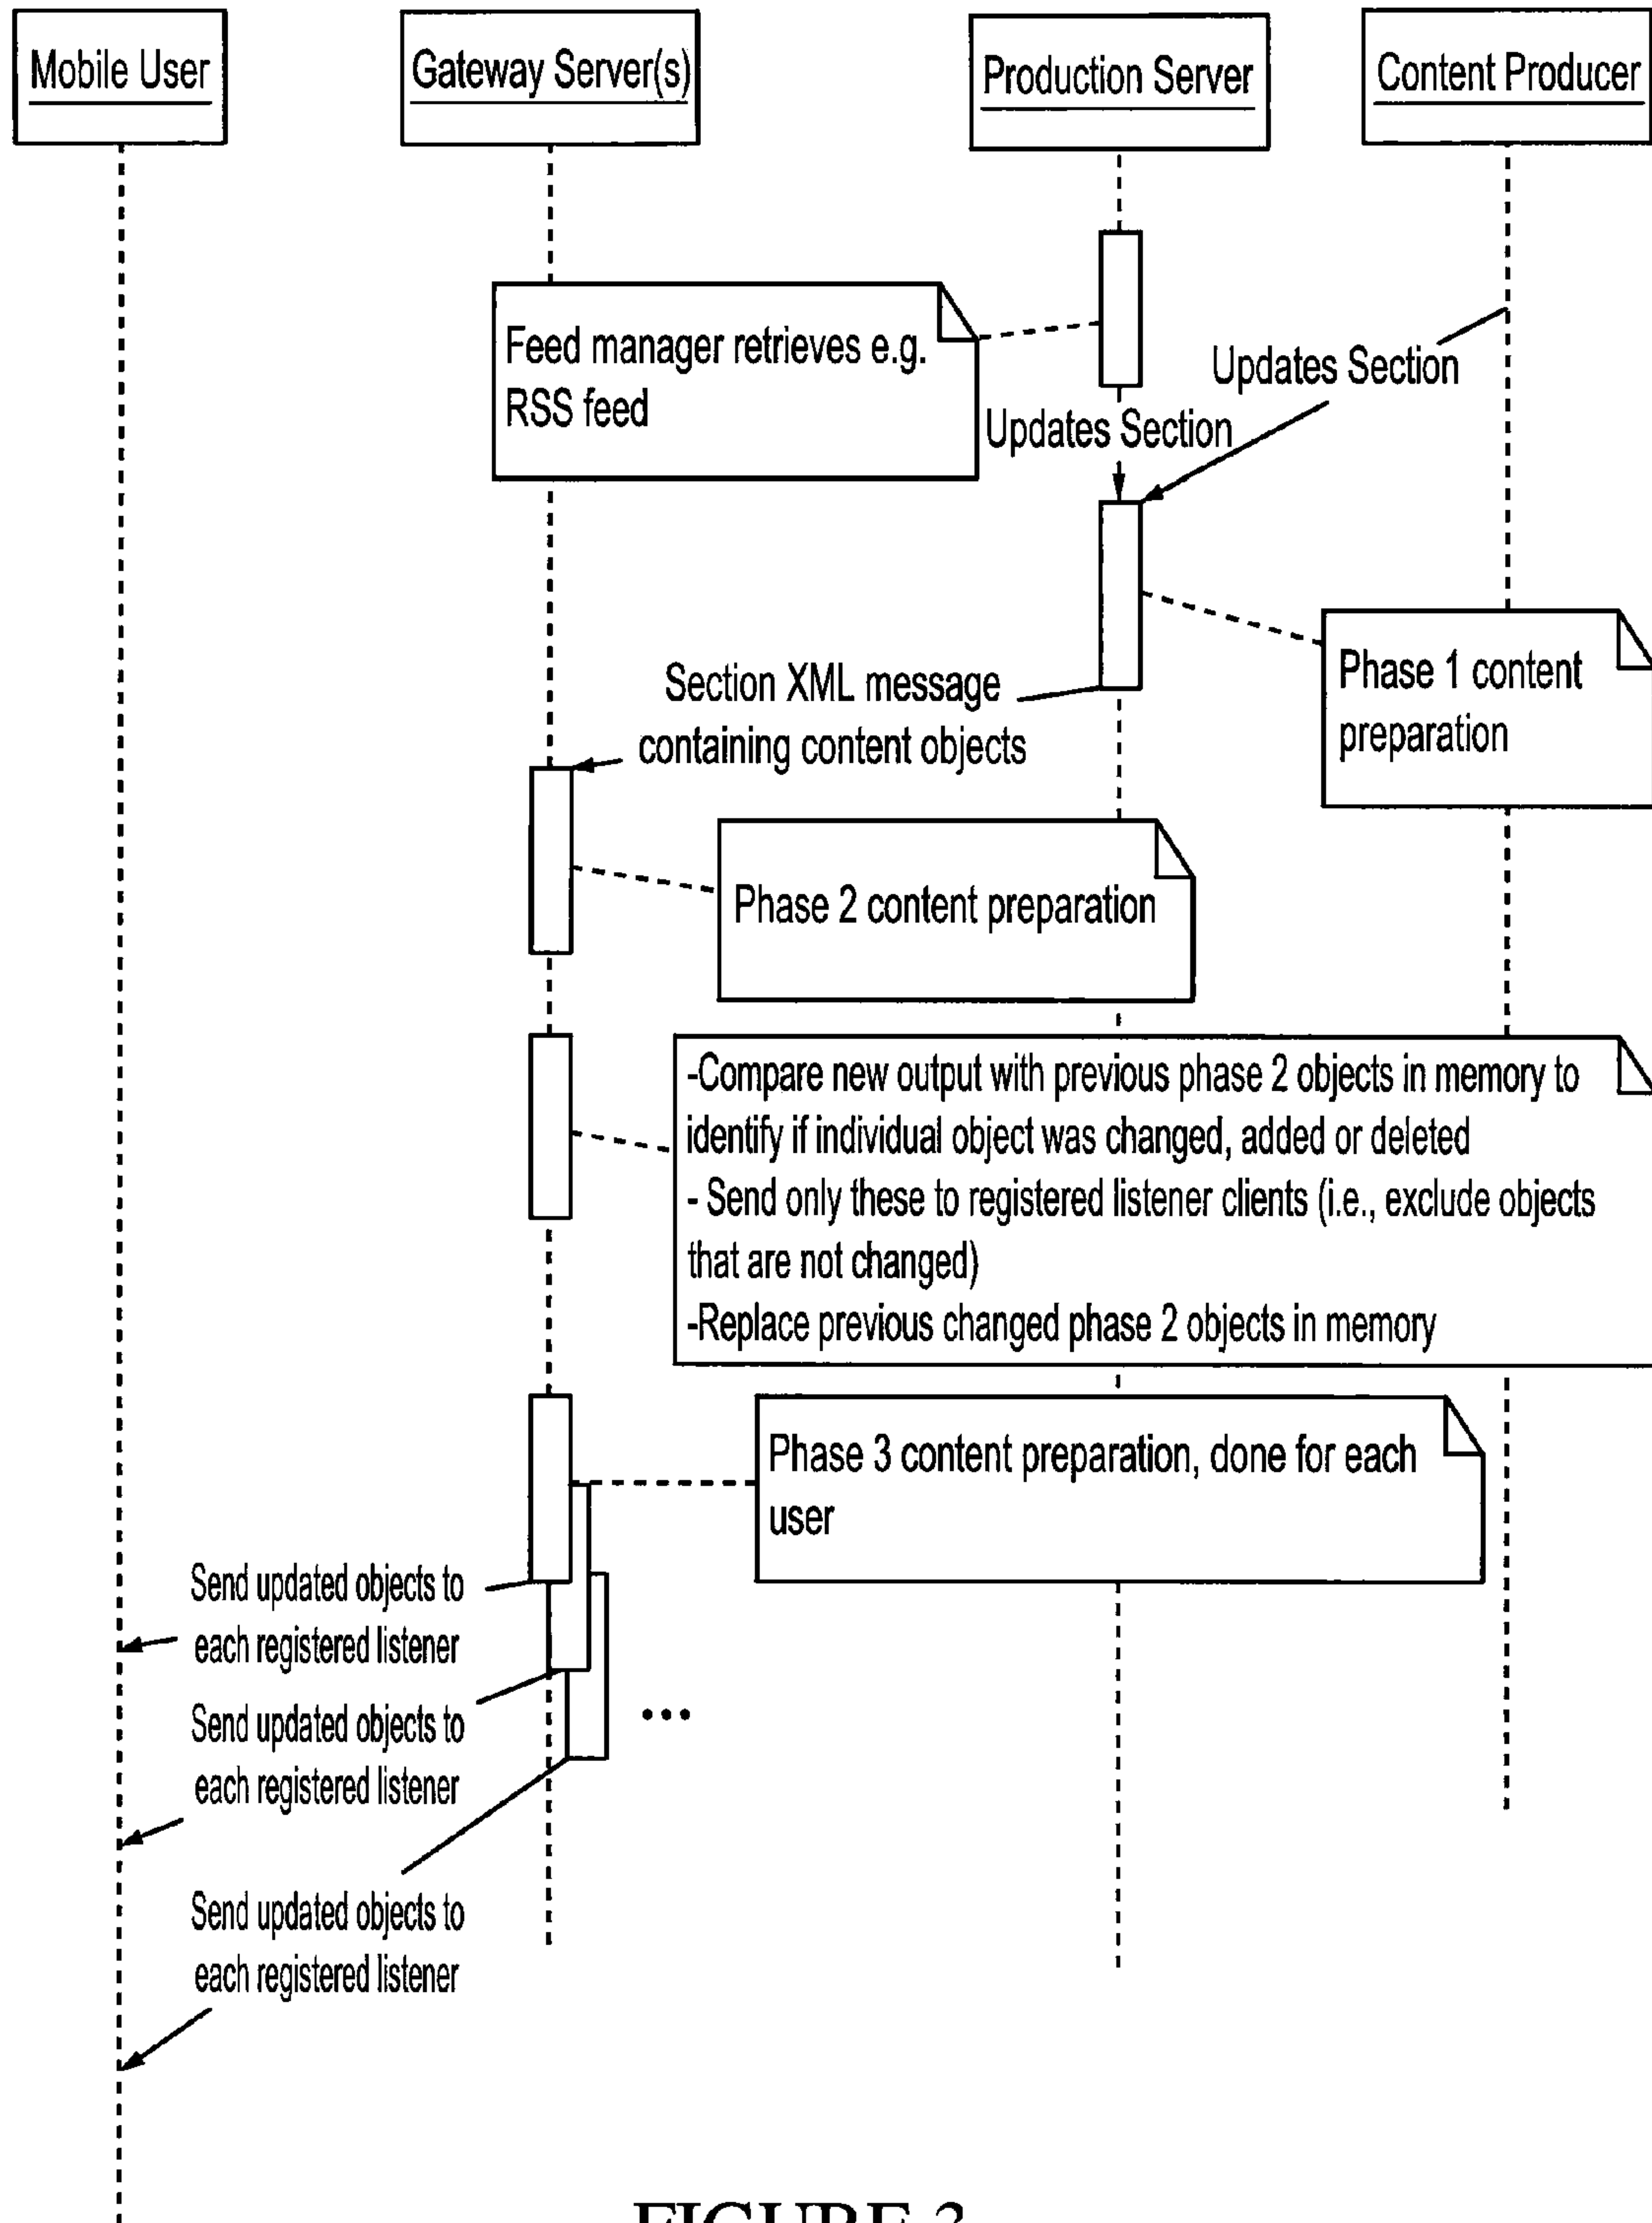 Mobile User
Gateway Server(s)
Production Server
Content Producer
Feed manager retrieves e.g.
RSS feed
Updates Section
Updates Section
Phase 1 content
preparation
Section XML message
containing content objects
Phase 2 content preparation
-Compare new output with previous phase 2 objects in memory to
identify if individual object was changed, added or deleted
- Send only these to registered listener clients (i.e., exclude objects
that are not changed)
-Replace previous changed phase 2 objects in memory
Phase 3 content preparation, done for each
user
Send updated objects to
each registered listener
Send updated objects to
each registered listener
...
Send updated objects to
each registered listener
FIGURE 3